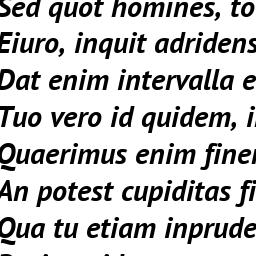 Sed quot homines, to
Eiuro, inquit adridens
Dat enim intervalla e
Tuo vero id quidem, i
Quaerimus enim finem
An potest cupiditas fi
Qua tu etiam inprude